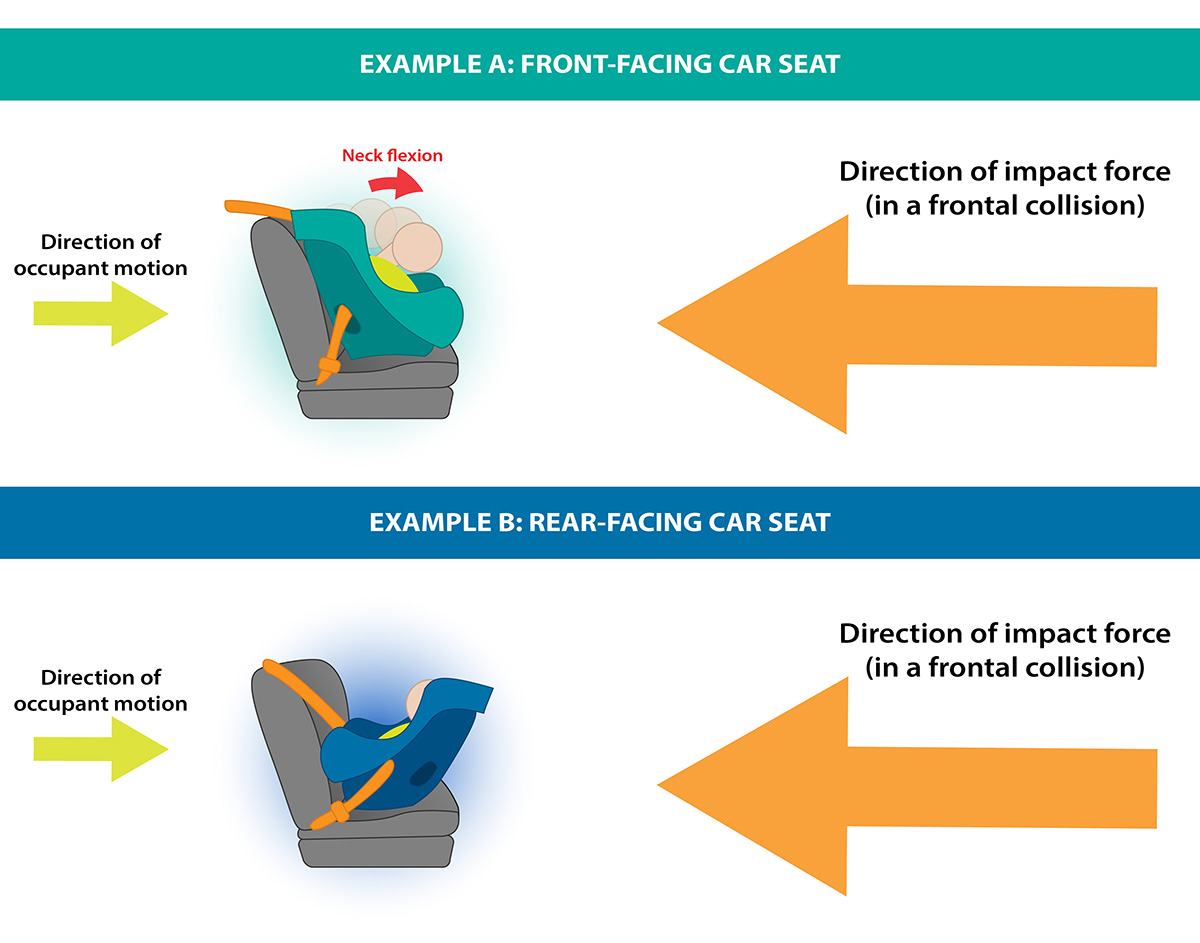 EXAMPLE A: FRONT-FACING CAR SEAT
Neck flexion
Direction of impact force
(in a frontal collision)
Direction of
occupant motion
EXAMPLE B: REAR-FACING CAR SEAT
Direction of impact force
(in a frontal collision)
Direction of
occupant motion